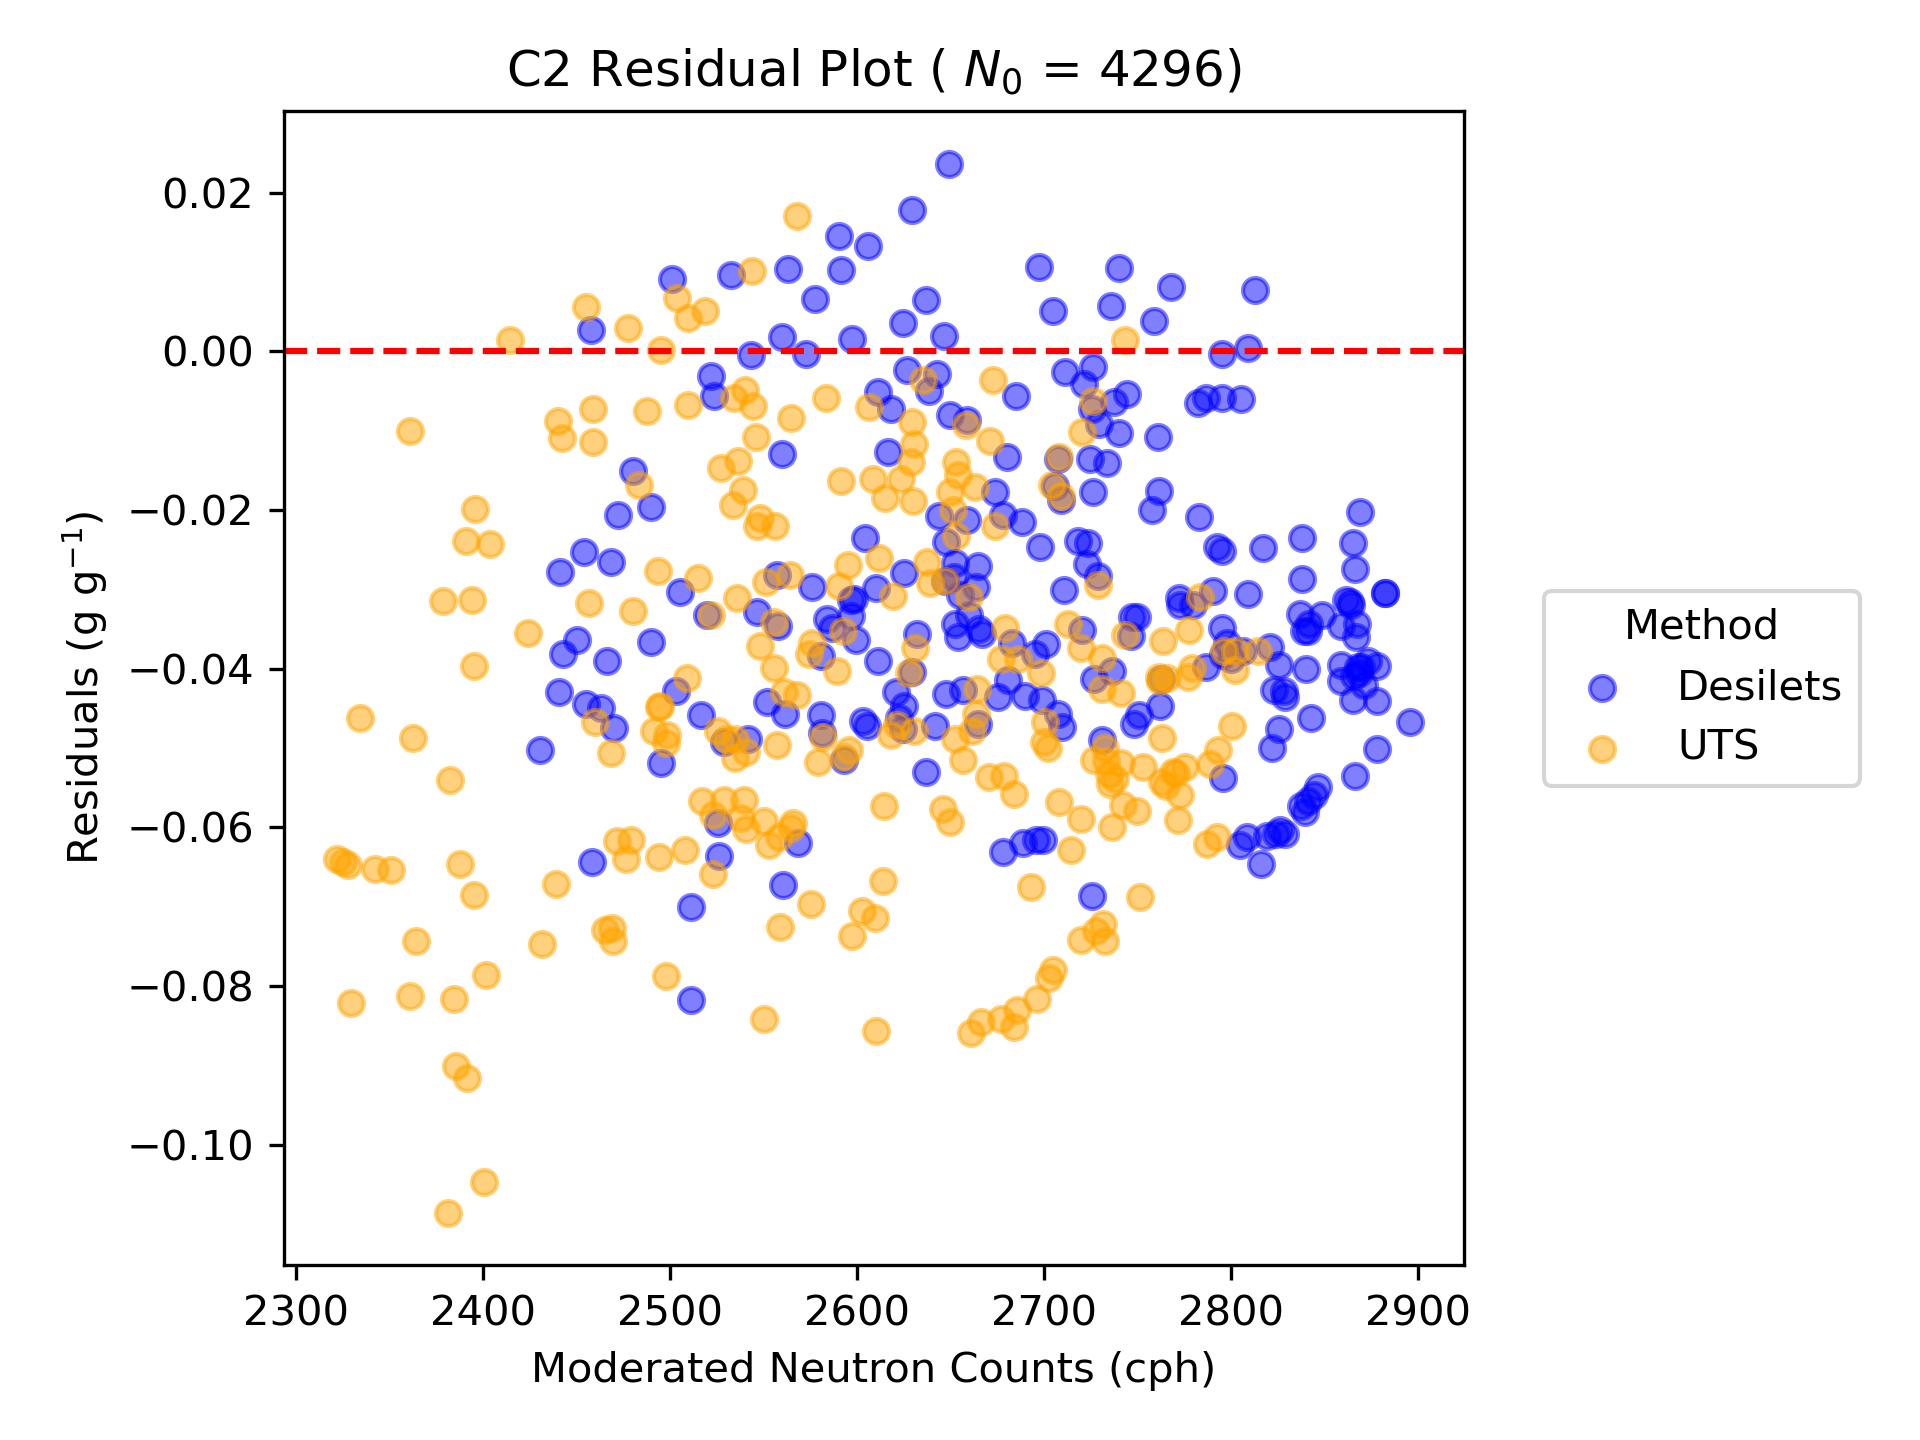 C2 Residual Plot ( N₀ = 4296)
0.02
0.00
−0.02
−0.04
−0.06
−0.08
−0.10
Residuals (g g⁻¹)
2300 2400 2500 2600 2700 2800 2900
Moderated Neutron Counts (cph)
Method
Desilets
UTS